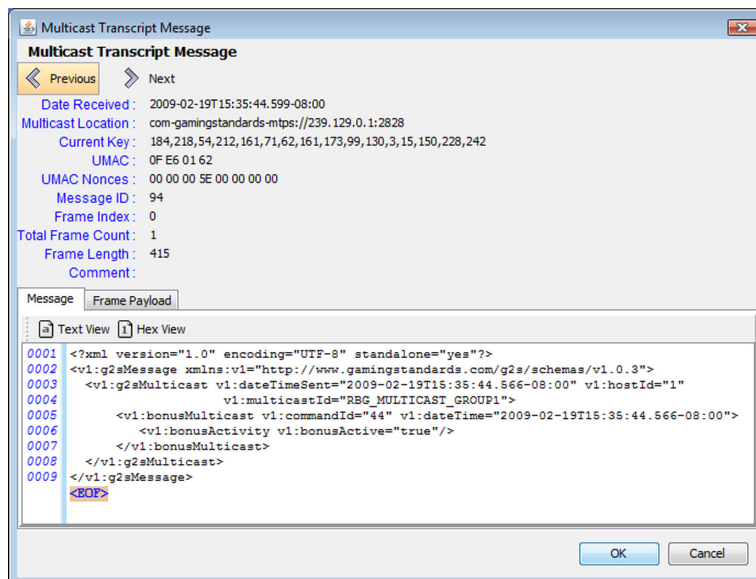 Multicast Transcript Message
Multicast Transcript Message
Previous Next
Date Received : 2009-02-19T15:35:44.599-08:00
Multicast Location : com-gamingstandards-mtps://239.129.0.1:2828
Current Key : 184,218,54,212,161,71,62,161,173,99,130,3,15,150,228,242
UMAC : 0F E6 01 62
UMAC Nonces : 00 00 00 5E 00 00 00 00
Message ID : 94
Frame Index : 0
Total Frame Count : 1
Frame Length : 415
Comment :
Message Frame Payload
a Text View 1 Hex View
0001 <?xml version="1.0" encoding="UTF-8" standalone="yes"?>
0002 <v1:g2sMessage xmlns:v1="http://www.gamingstandards.com/g2s/schemas/v1.0.3">
0003 <v1:g2sMulticast v1:dateTimeSent="2009-02-19T15:35:44.566-08:00" v1:hostId="1"
0004 v1:multicastId="RBG_MULTICAST_GROUP1">
0005 <v1:bonusMulticast v1:commandId="44" v1:dateTime="2009-02-19T15:35:44.566-08:00">
0006 <v1:bonusActivity v1:bonusActive="true"/>
0007 </v1:bonusMulticast>
0008 </v1:g2sMulticast>
0009 </v1:g2sMessage>
<EOF>
OK Cancel